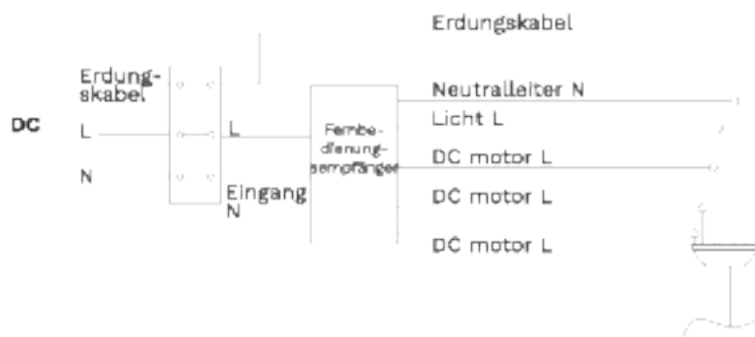 Erdungskabel
Erdung-
skabel
Neutralleiter N
Licht L
DC
L
L
Fernbe-
dienung-
sempfänger
DC motor L
N
Eingang
N
DC motor L
DC motor L